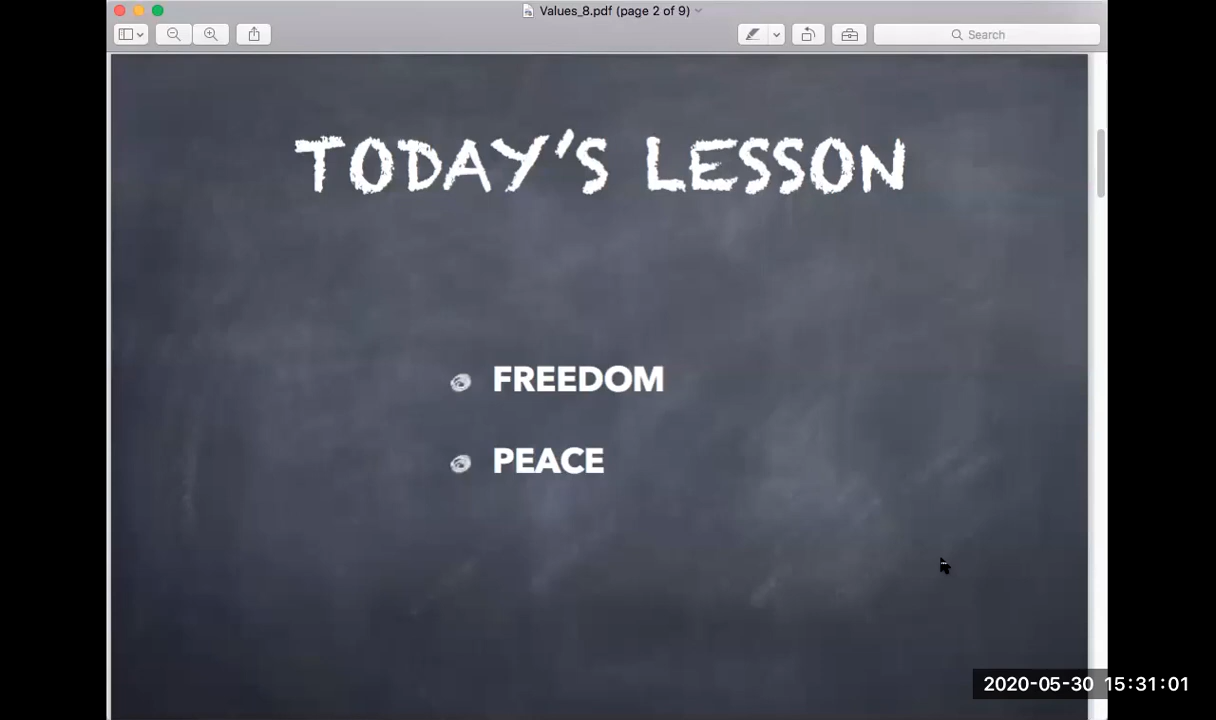 Values_8.pdf (page 2 of 9)
Search
TODAY'S LESSON
FREEDOM
PEACE
2020-05-30 15:31:01